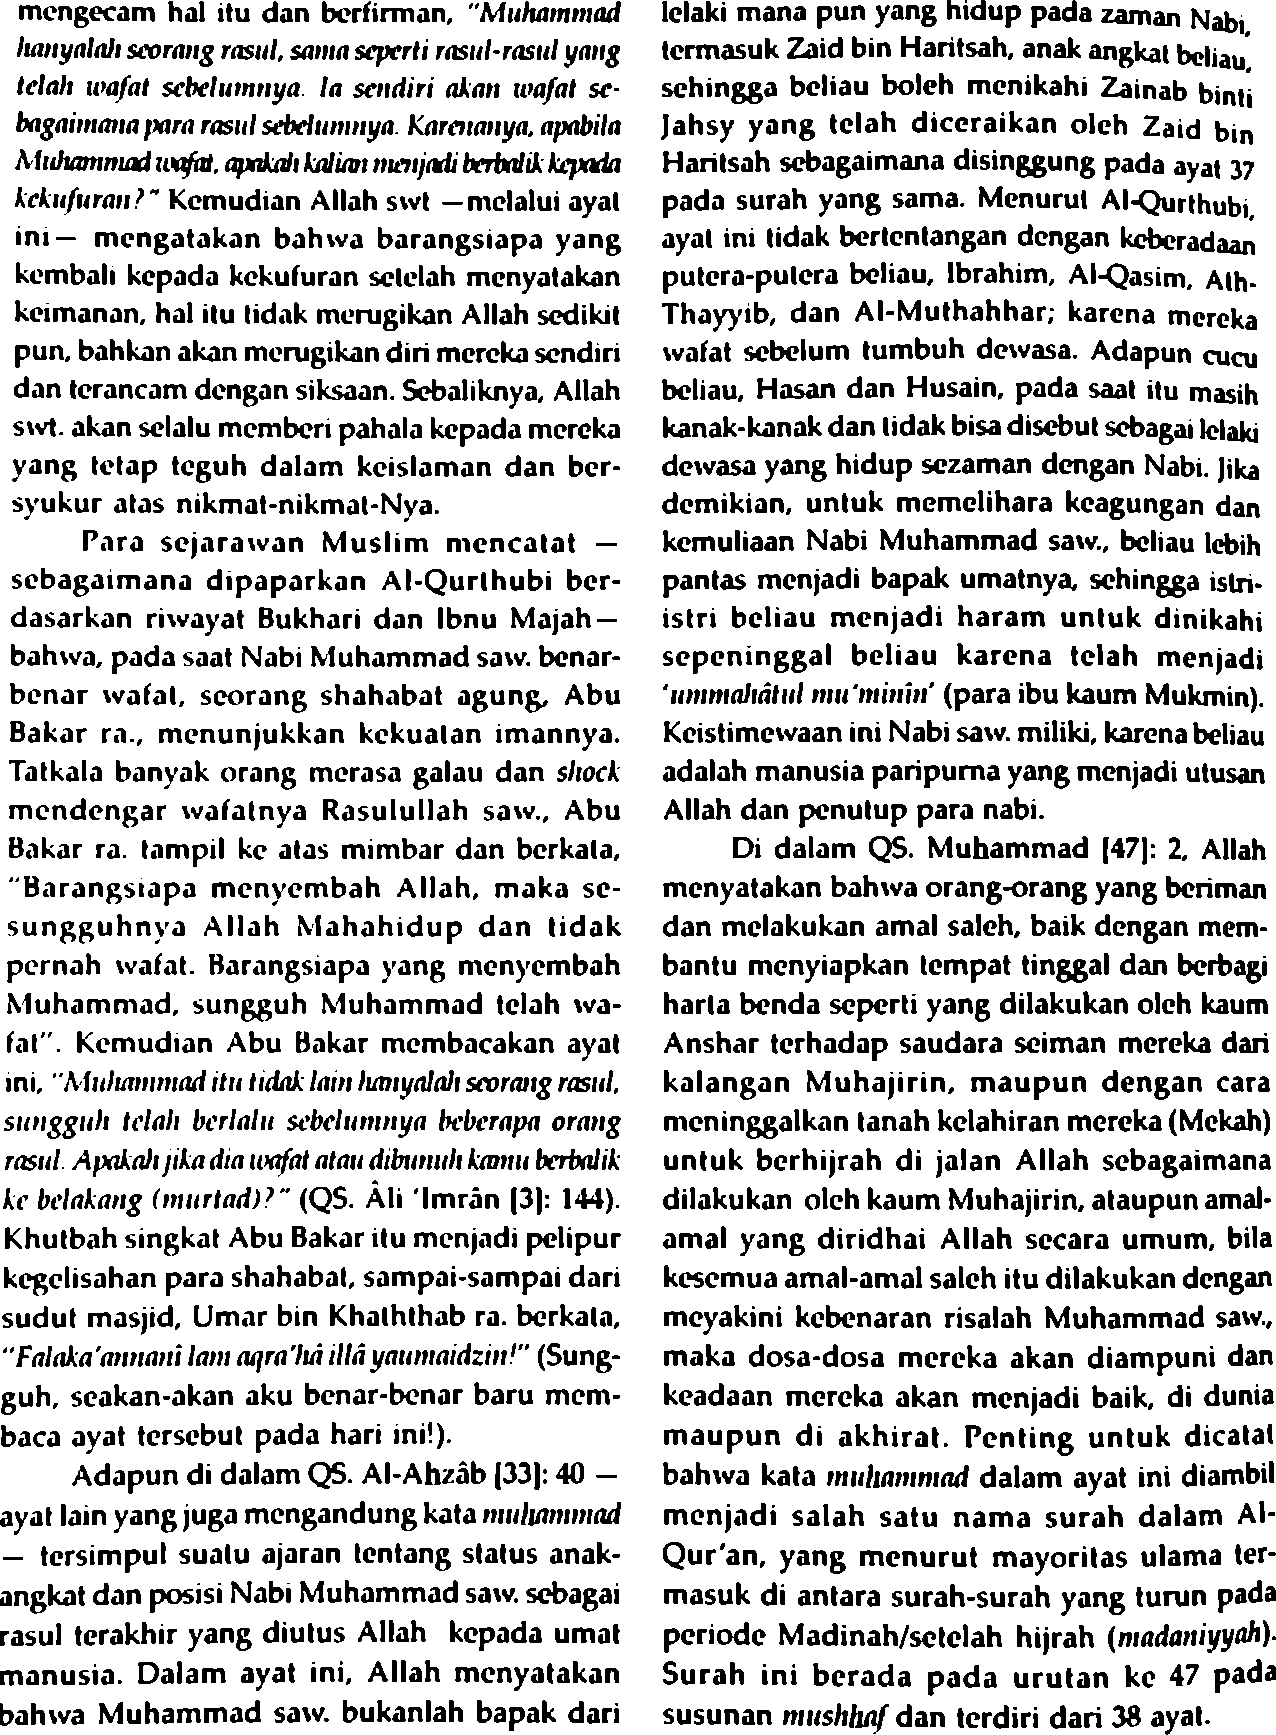 mengecam hal itu dan berfirman, "Muhammad
hanyalah seorang rasul, sama seperti rasul-rasul yang
telah wafat sebelumnya. Ia sendiri akan wafat se-
bagaimana para rasul sebelumnya. Karenanya, apabila
Muhammad wafat, apakah kalian menjadi berbalik kepada
kekufuran?" Kemudian Allah swt —melalui ayat
ini— mengatakan bahwa barangsiapa yang
kembali kepada kekufuran setelah menyatakan
keimanan, hal itu tidak merugikan Allah sedikit
pun, bahkan akan merugikan diri mereka sendiri
dan terancam dengan siksaan. Sebaliknya, Allah
swt. akan selalu memberi pahala kepada mereka
yang tetap teguh dalam keislaman dan ber-
syukur atas nikmat-nikmat-Nya.
Para sejarawan Muslim mencatat —
sebagaimana dipaparkan Al-Qurthubi ber-
dasarkan riwayat Bukhari dan Ibnu Majah—
bahwa, pada saat Nabi Muhammad saw. benar-
benar wafat, seorang shahabat agung, Abu
Bakar ra., menunjukkan kekuatan imannya.
Tatkala banyak orang merasa galau dan shock
mendengar wafatnya Rasulullah saw., Abu
Bakar ra. tampil ke atas mimbar dan berkata,
"Barangsiapa menyembah Allah, maka se-
sungguhnya Allah Mahahidup dan tidak
pernah wafat. Barangsiapa yang menyembah
Muhammad, sungguh Muhammad telah wa-
fat". Kemudian Abu Bakar membacakan ayat
ini, "Muhammad itu tidak lain hanyalah seorang rasul,
sungguh telah berlalu sebelumnya beberapa orang
rasul. Apakah jika dia wafat atau dibunuh kamu berbalik
ke belakang (murtad)?" (QS. Âli 'Imrân [3]: 144).
Khutbah singkat Abu Bakar itu menjadi pelipur
kegelisahan para shahabat, sampai-sampai dari
sudut masjid, Umar bin Khaththab ra. berkata,
"Falaka'annanî lam aqra'hâ illâ yaumaidzin!" (Sung-
guh, seakan-akan aku benar-benar baru mem-
baca ayat tersebut pada hari ini!).
Adapun di dalam QS. Al-Ahzâb [33]: 40 —
ayat lain yang juga mengandung kata muhammad
— tersimpul suatu ajaran tentang status anak-
angkat dan posisi Nabi Muhammad saw. sebagai
rasul terakhir yang diutus Allah kepada umat
manusia. Dalam ayat ini, Allah menyatakan
bahwa Muhammad saw. bukanlah bapak dari
lelaki mana pun yang hidup pada zaman Nabi,
termasuk Zaid bin Haritsah, anak angkat beliau,
sehingga beliau boleh menikahi Zainab binti
Jahsy yang telah diceraikan oleh Zaid bin
Haritsah sebagaimana disinggung pada ayat 37
pada surah yang sama. Menurut Al-Qurthubi,
ayat ini tidak bertentangan dengan keberadaan
putera-putera beliau, Ibrahim, Al-Qasim, Ath-
Thayyib, dan Al-Muthahhar; karena mereka
wafat sebelum tumbuh dewasa. Adapun cucu
beliau, Hasan dan Husain, pada saat itu masih
kanak-kanak dan tidak bisa disebut sebagai lelaki
dewasa yang hidup sezaman dengan Nabi. Jika
demikian, untuk memelihara keagungan dan
kemuliaan Nabi Muhammad saw., beliau lebih
pantas menjadi bapak umatnya, sehingga istri-
istri beliau menjadi haram untuk dinikahi
sepeninggal beliau karena telah menjadi
'ummahâtul mu'minîn' (para ibu kaum Mukmin).
Keistimewaan ini Nabi saw. miliki, karena beliau
adalah manusia paripurna yang menjadi utusan
Allah dan penutup para nabi.
Di dalam QS. Muhammad [47]: 2, Allah
menyatakan bahwa orang-orang yang beriman
dan melakukan amal saleh, baik dengan mem-
bantu menyiapkan tempat tinggal dan berbagi
harta benda seperti yang dilakukan oleh kaum
Anshar terhadap saudara seiman mereka dari
kalangan Muhajirin, maupun dengan cara
meninggalkan tanah kelahiran mereka (Mekah)
untuk berhijrah di jalan Allah sebagaimana
dilakukan oleh kaum Muhajirin, ataupun amal-
amal yang diridhai Allah secara umum, bila
kesemua amal-amal saleh itu dilakukan dengan
meyakini kebenaran risalah Muhammad saw.,
maka dosa-dosa mereka akan diampuni dan
keadaan mereka akan menjadi baik, di dunia
maupun di akhirat. Penting untuk dicatat
bahwa kata muhammad dalam ayat ini diambil
menjadi salah satu nama surah dalam Al-
Qur'an, yang menurut mayoritas ulama ter-
masuk di antara surah-surah yang turun pada
periode Madinah/setelah hijrah (madaniyyah).
Surah ini berada pada urutan ke 47 pada
susunan mushhaf dan terdiri dari 38 ayat.